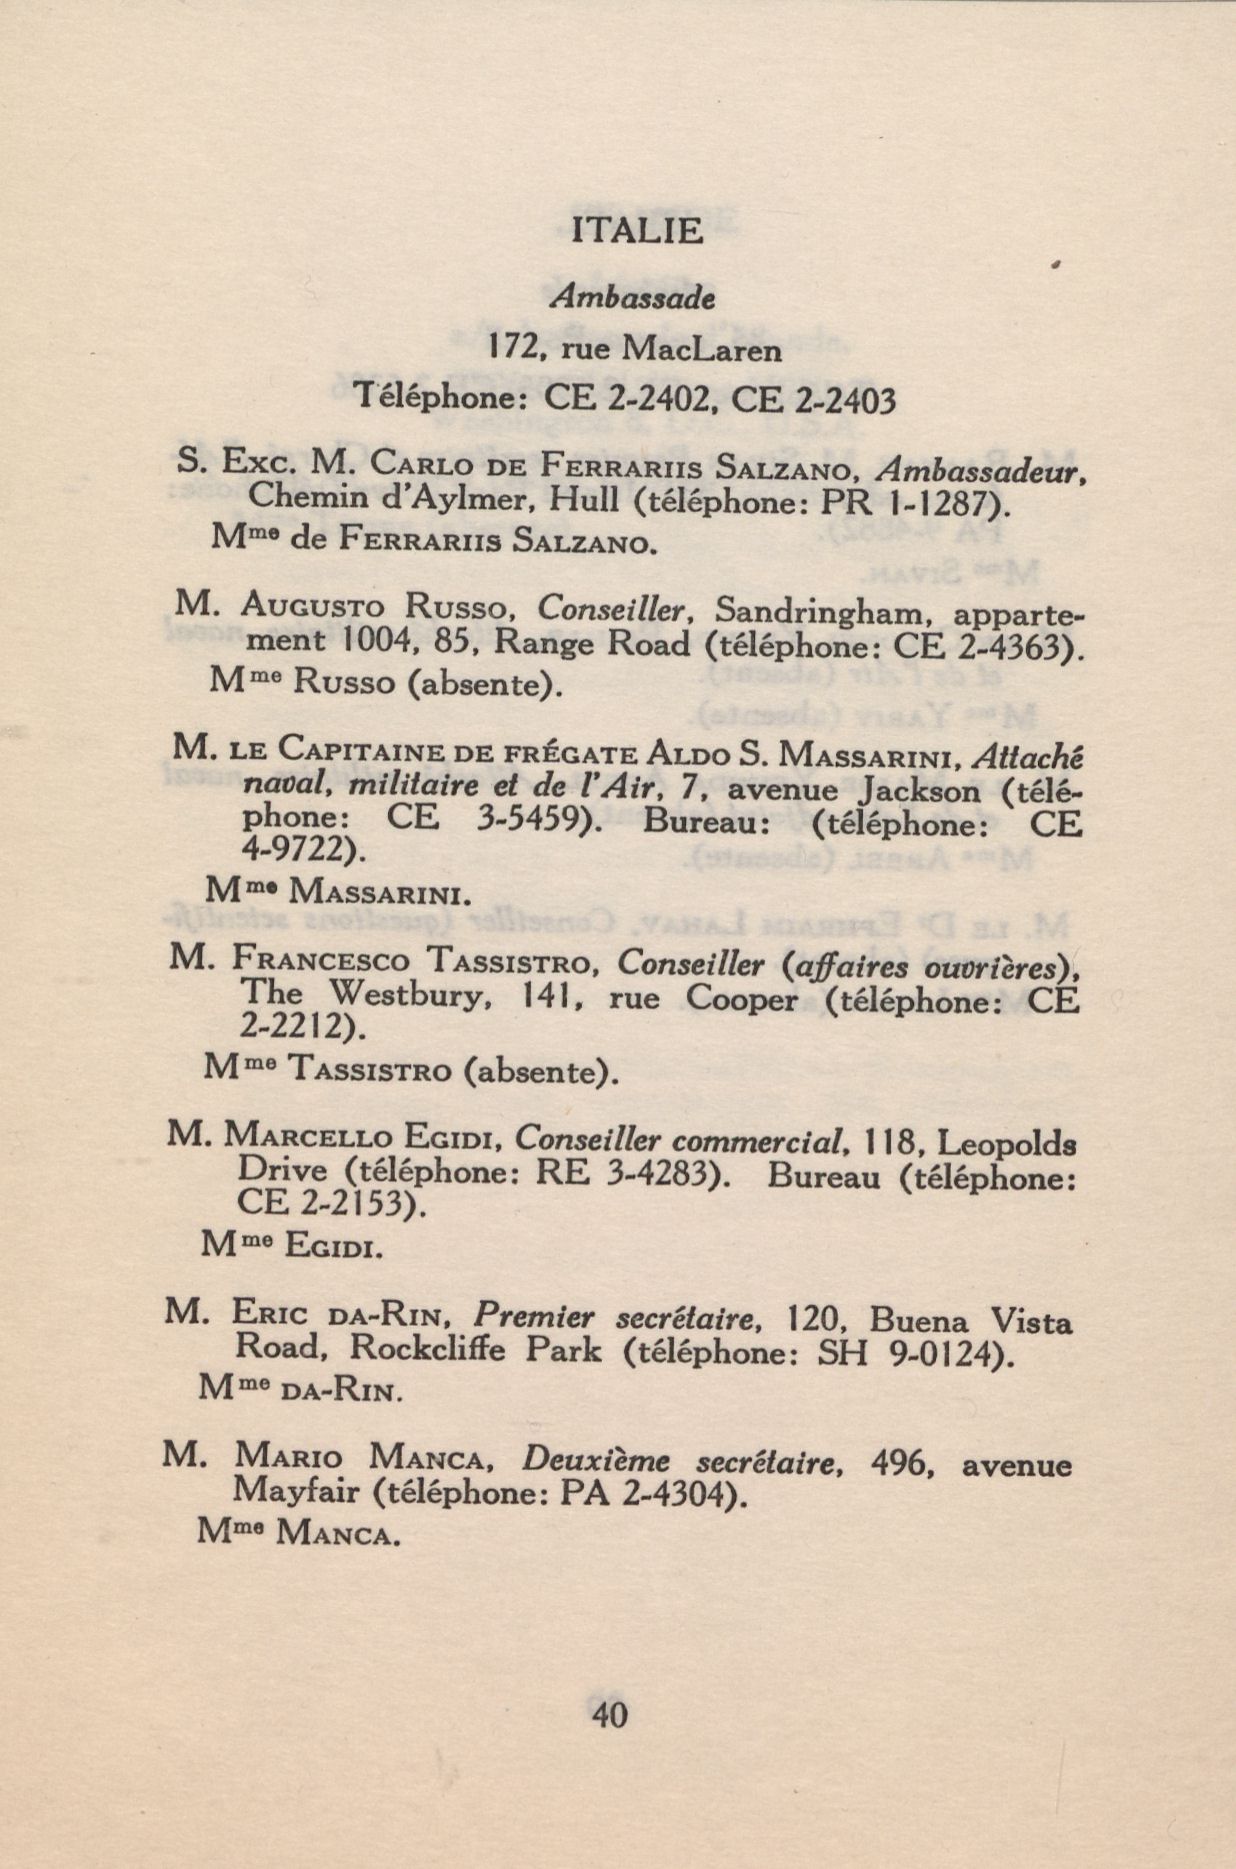 ITALIE
Ambassade
172, rue MacLaren
Téléphone: CE 2-2402, CE 2-2403
S. Exc. M. Carlo de Ferrariis Salzano, Ambassadeur,
Chemin d'Aylmer, Hull (téléphone: PR 1-1287).
Mme de Ferrariis Salzano.
M. Augusto Russo, Conseiller, Sandringham, apparte-
ment 1004, 85, Range Road (téléphone: CE 2-4363).
Mme Russo (absente).
M. le Capitaine de frégate Aldo S. Massarini, Attaché
naval, militaire et de l'Air, 7, avenue Jackson (télé-
phone: CE 3-5459). Bureau: (téléphone: CE
4-9722).
Mme Massarini.
M. Francesco Tassistro, Conseiller (affaires ouvrières),
The Westbury, 141, rue Cooper (téléphone: CE
2-2212).
Mme Tassistro (absente).
M. Marcello Egidi, Conseiller commercial, 118, Leopolds
Drive (téléphone: RE 3-4283). Bureau (téléphone:
CE 2-2153).
Mme Egidi.
M. Eric da-Rin, Premier secrétaire, 120, Buena Vista
Road, Rockcliffe Park (téléphone: SH 9-0124).
Mme da-Rin.
M. Mario Manca, Deuxième secrétaire, 496, avenue
Mayfair (téléphone: PA 2-4304).
Mme Manca.
40